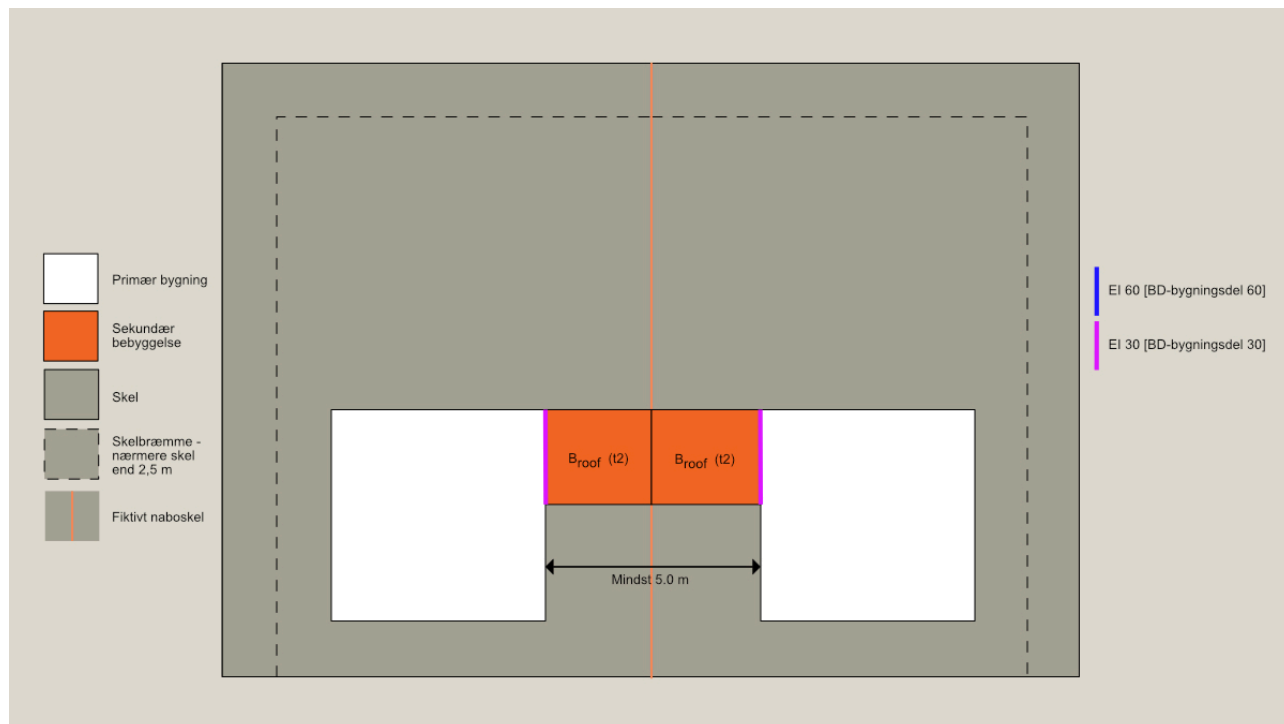 Primær bygning
Sekundær
bebyggelse
Skel
Skelbræmme -
nærmere skel
end 2,5 m
Fiktivt naboskel
Broof (t2)
Broof (t2)
Mindst 5.0 m
EI 60 [BD-bygningsdel 60]
EI 30 [BD-bygningsdel 30]